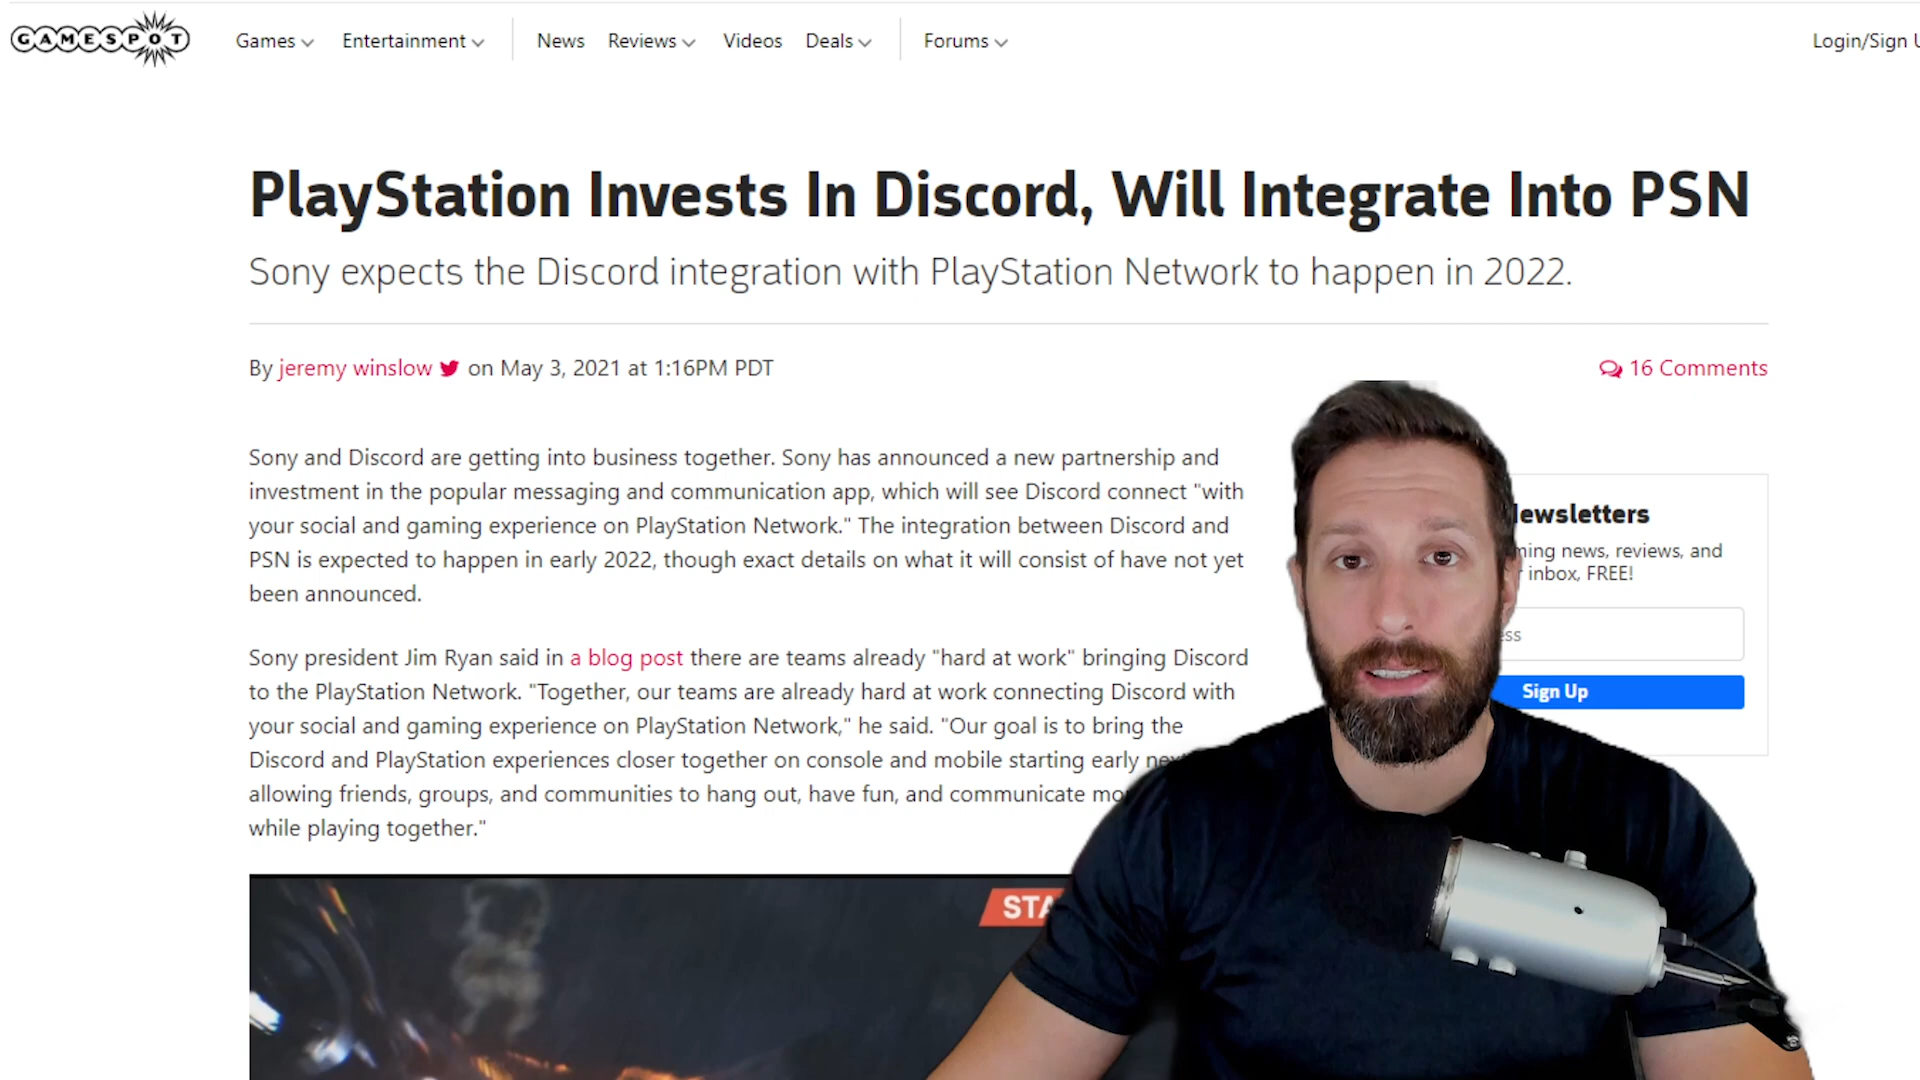 GAMESPOT
Games Entertainment News Reviews Videos Deals Forums Login/Sign
PlayStation Invests In Discord, Will Integrate Into PSN
Sony expects the Discord integration with PlayStation Network to happen in 2022.
By jeremy winslow on May 3, 2021 at 1:16PM PDT
16 Comments
Sony and Discord are getting into business together. Sony has announced a new partnership and
investment in the popular messaging and communication app, which will see Discord connect "with
your social and gaming experience on PlayStation Network." The integration between Discord and
PSN is expected to happen in early 2022, though exact details on what it will consist of have not yet
been announced.
Sony president Jim Ryan said in a blog post there are teams already "hard at work" bringing Discord
to the PlayStation Network. "Together, our teams are already hard at work connecting Discord with
your social and gaming experience on PlayStation Network," he said. "Our goal is to bring the
Discord and PlayStation experiences closer together on console and mobile starting early
allowing friends, groups, and communities to hang out, have fun, and communicate
while playing together."
ewsletters
ming news, reviews, and
inbox, FREE!
ess
Sign Up
STA